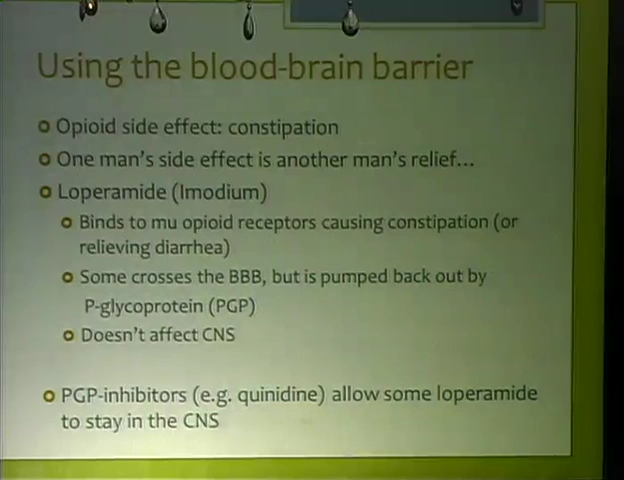 Using the blood-brain barrier
Opioid side effect: constipation
One man's side effect is another man's relief...
Loperamide (Imodium)
Binds to mu opioid receptors causing constipation (or
relieving diarrhea)
Some crosses the BBB, but is pumped back out by
P-glycoprotein (PGP)
Doesn't affect CNS
PGP-inhibitors (e.g. quinidine) allow some loperamide
to stay in the CNS